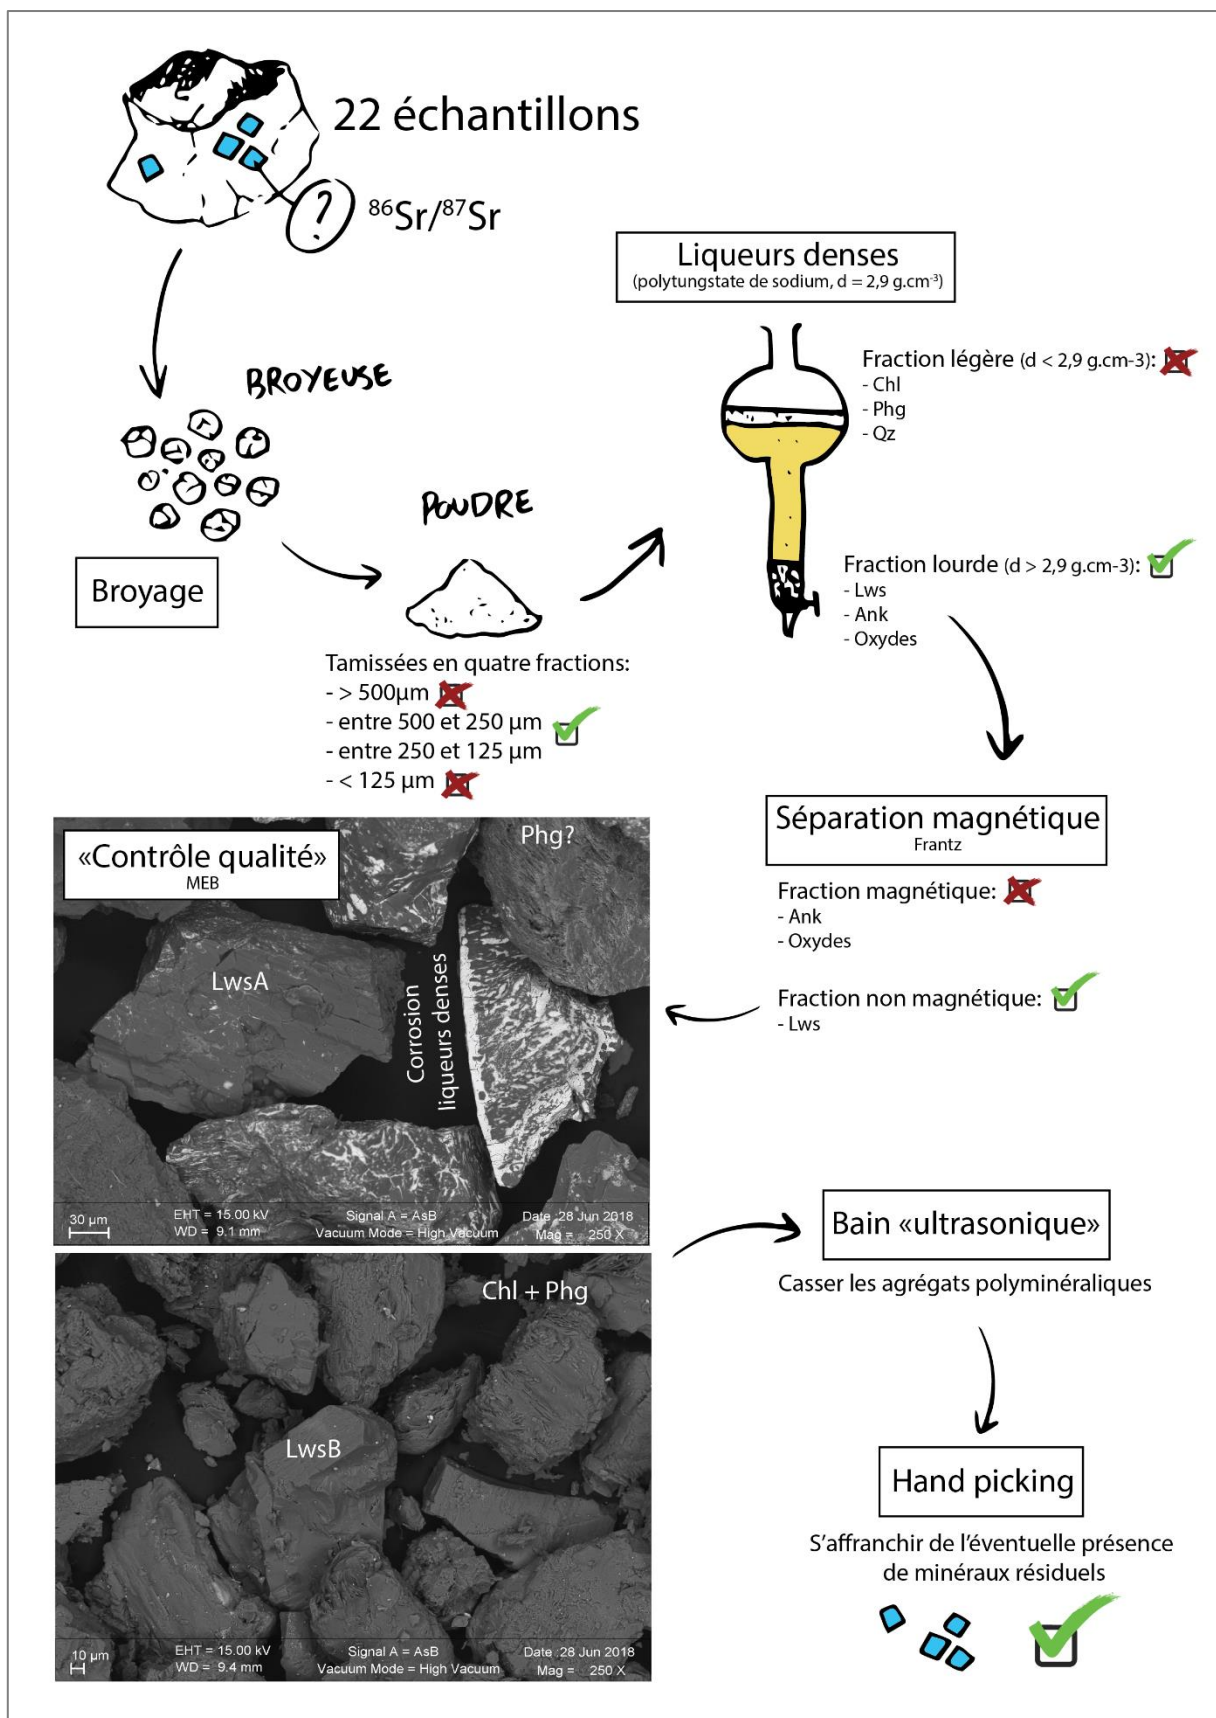 22 échantillons
?
⁸⁶Sr/⁸⁷Sr
BROYEUSE
Broyage
POUDRE
Tamissées en quatre fractions:
- > 500µm
- entre 500 et 250 µm
- entre 250 et 125 µm
- < 125 µm
Liqueurs denses
(polytungstate de sodium, d = 2,9 g.cm⁻³)
Fraction légère (d < 2,9 g.cm-3):
- Chl
- Phg
- Qz
Fraction lourde (d > 2,9 g.cm-3):
- Lws
- Ank
- Oxydes
Séparation magnétique
Frantz
Fraction magnétique:
- Ank
- Oxydes
Fraction non magnétique:
- Lws
«Contrôle qualité»
MEB
Phg?
LwsA
Corrosion
liqueurs denses
30 µm
EHT = 15.00 kV
WD = 9.1 mm
Signal A = AsB
Vacuum Mode = High Vacuum
Date :28 Jun 2018
Mag = 250 X
Chl + Phg
LwsB
10 µm
EHT = 15.00 kV
WD = 9.4 mm
Signal A = AsB
Vacuum Mode = High Vacuum
Date :28 Jun 2018
Mag = 250 X
Bain «ultrasonique»
Casser les agrégats polyminéraliques
Hand picking
S'affranchir de l'éventuelle présence
de minéraux résiduels